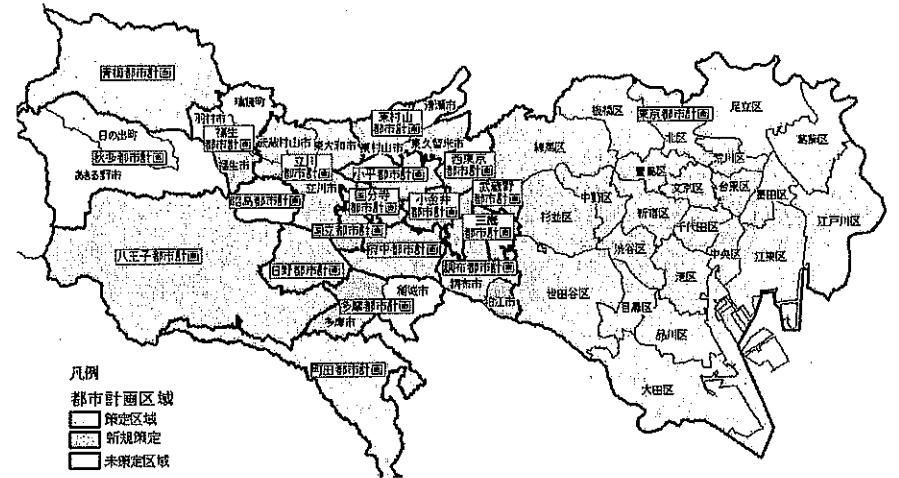 青梅都市計画
瑞穂町
羽村市
福生
都市計画
福生市
日の出町
秋多都市計画
あきる野市
武蔵村山市
東大和市
東村山
都市計画
清瀬市
東村山市
東久留米市
立川
都市計画
立川市
小平都市計画
西東京
都市計画
昭島都市計画
国分寺
都市計画
小金井
都市計画
武蔵野
都市計画
三鷹
都市計画
国立都市計画
府中都市計画
調布都市計画
調布市
狛江市
八王子都市計画
日野都市計画
稲城市
多摩都市計画
多摩市
町田都市計画
板橋区
東京都市計画
足立区
北区
練馬区
葛飾区
荒川区
豊島区
文京区
台東区
墨田区
中野区
杉並区
新宿区
千代田区
江戸川区
渋谷区
中央区
江東区
港区
世田谷区
目黒区
品川区
大田区
凡例
都市計画区域
策定区域
新規策定
未策定区域